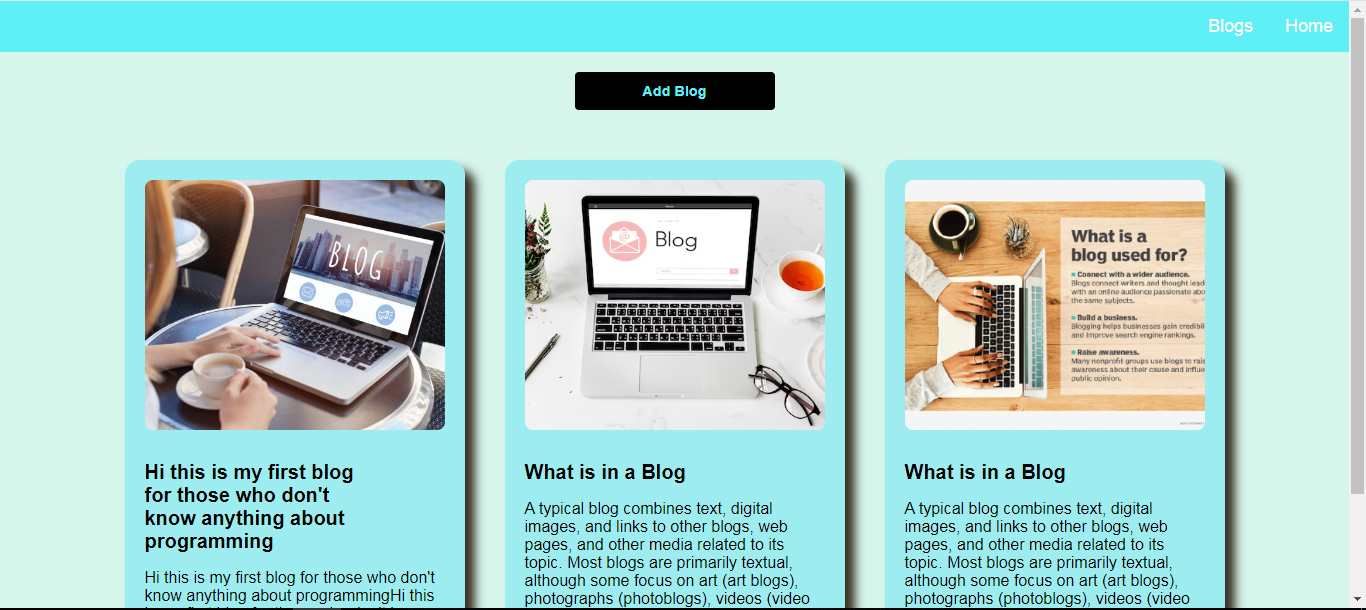 Blogs Home
Add Blog
BLOG
Blog
What is a
blog used for?
Connect with a wider audience.
Blogs connect writers and thought lead
with an online audience passionate abo
the same subjects.
Build a business.
Blogging helps businesses gain credibil
and improve search engine rankings.
Raise awareness.
Many nonprofit groups use blogs to rais
awareness about their cause and influe
public opinion.
Hi this is my first blog
for those who don't
know anything about
programming
Hi this is my first blog for those who don't
know anything about programmingHi this
What is in a Blog
A typical blog combines text, digital
images, and links to other blogs, web
pages, and other media related to its
topic. Most blogs are primarily textual,
although some focus on art (art blogs),
photographs (photoblogs), videos (video
What is in a Blog
A typical blog combines text, digital
images, and links to other blogs, web
pages, and other media related to its
topic. Most blogs are primarily textual,
although some focus on art (art blogs),
photographs (photoblogs), videos (video